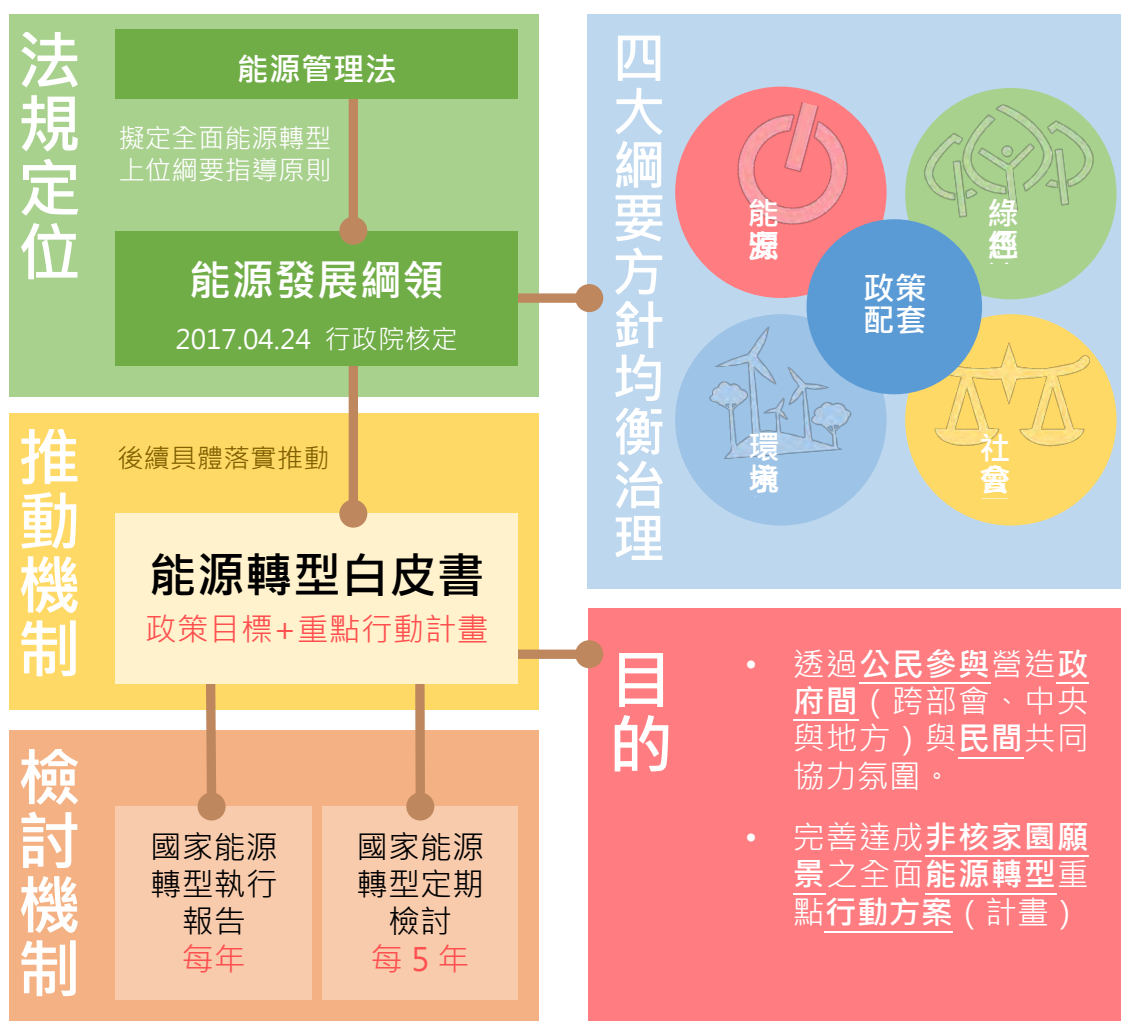 法規定位
能源管理法
擬定全面能源轉型
上位綱要指導原則
能源發展綱領
2017.04.24 行政院核定
推動機制
後續具體落實推動
能源轉型白皮書
政策目標+重點行動計畫
檢討機制
國家能源
轉型執行
報告
每年
國家能源
轉型定期
檢討
每5年
四大綱要方針均衡治理
能源
綠
政策
配套
環境
社會
目的
• 透過公民參與營造政
府間(跨部會、中央
與地方)與民間共同
協力氛圍。
• 完善達成非核家園願
景之全面能源轉型重
點行動方案(計畫)